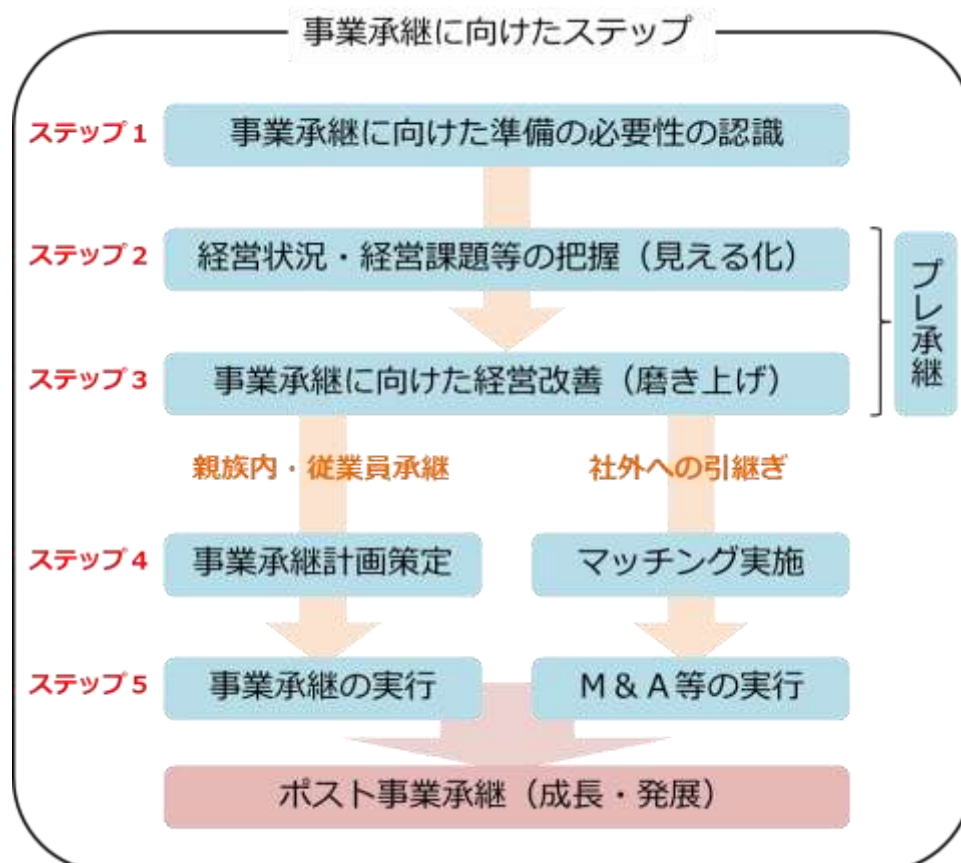 事業承継に向けたステップ
ステップ1
事業承継に向けた準備の必要性の認識
ステップ2
経営状況・経営課題等の把握（見える化）
プレ承継
ステップ3
事業承継に向けた経営改善（磨き上げ）
親族内・従業員承継
社外への引継ぎ
ステップ4
事業承継計画策定
マッチング実施
ステップ5
事業承継の実行
Ｍ＆Ａ等の実行
ポスト事業承継（成長・発展）